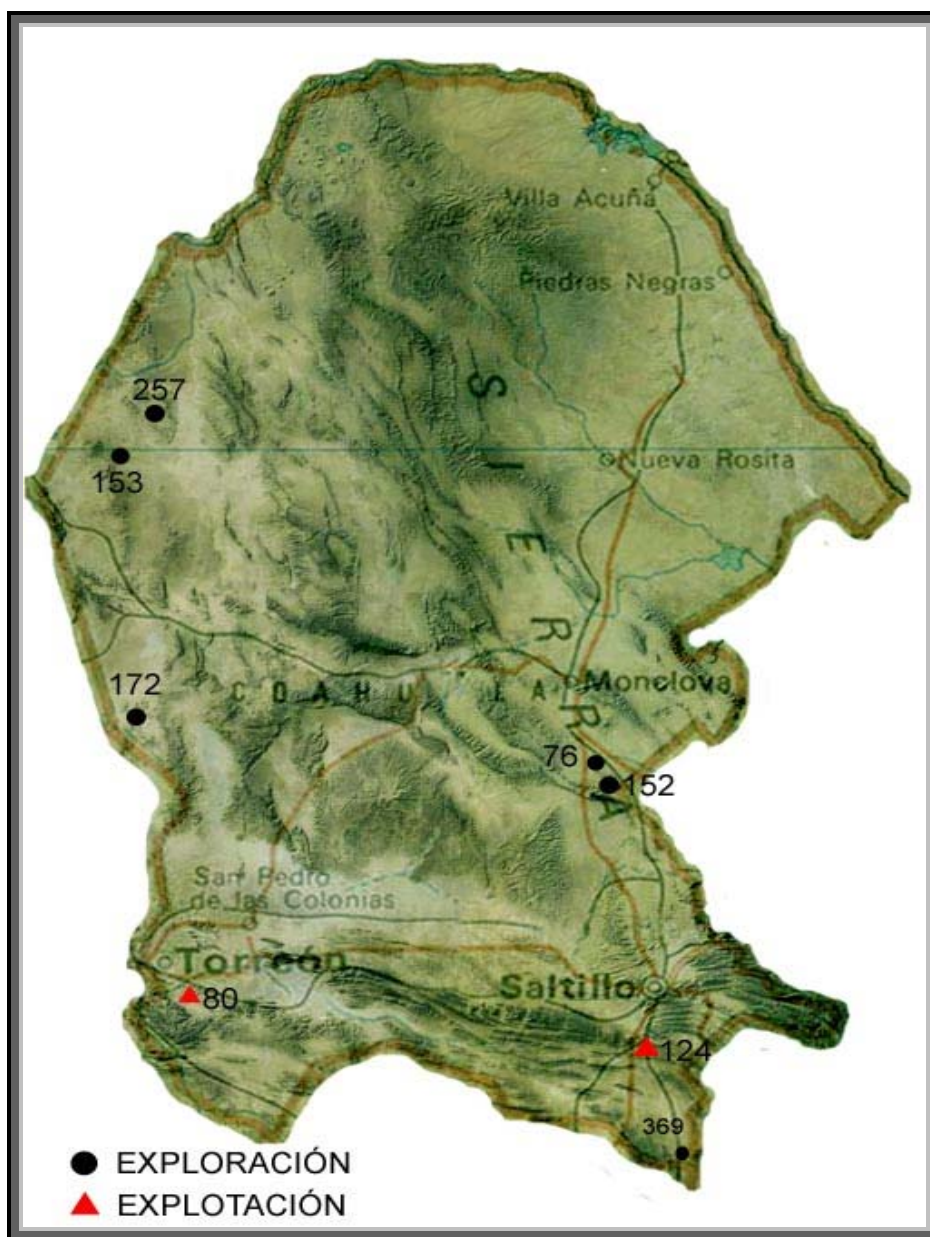 Villa Acuña
Piedras Negras
257
153
Nueva Rosita
SIERRA
172
COAHUILA
Monclova
76
152
San Pedro
de las Colonias
Torreón
80
Saltillo
124
369
EXPLORACIÓN
EXPLOTACIÓN